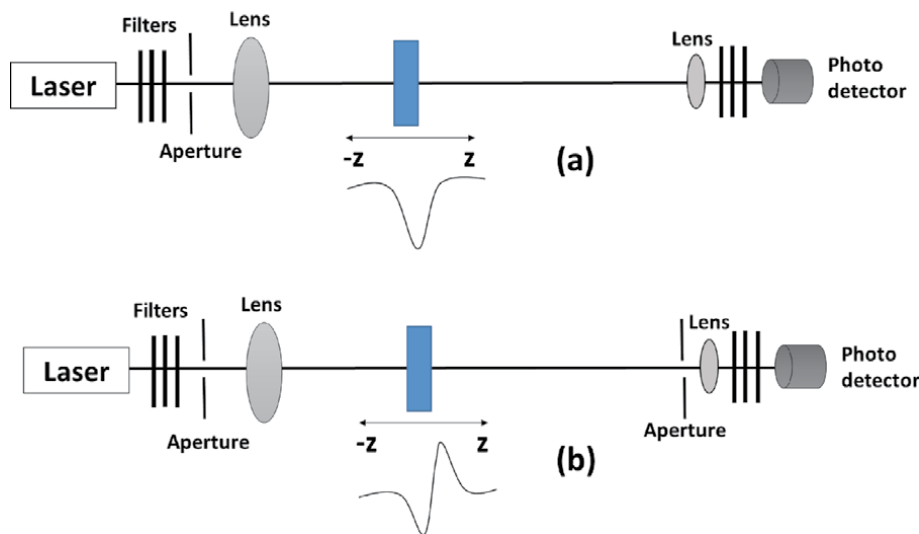 Lens
Filters
Laser
Aperture
-z z
Lens
Photo
detector
(a)
Lens
Filters
Laser
Aperture
-z z
Lens
Aperture
Photo
detector
(b)